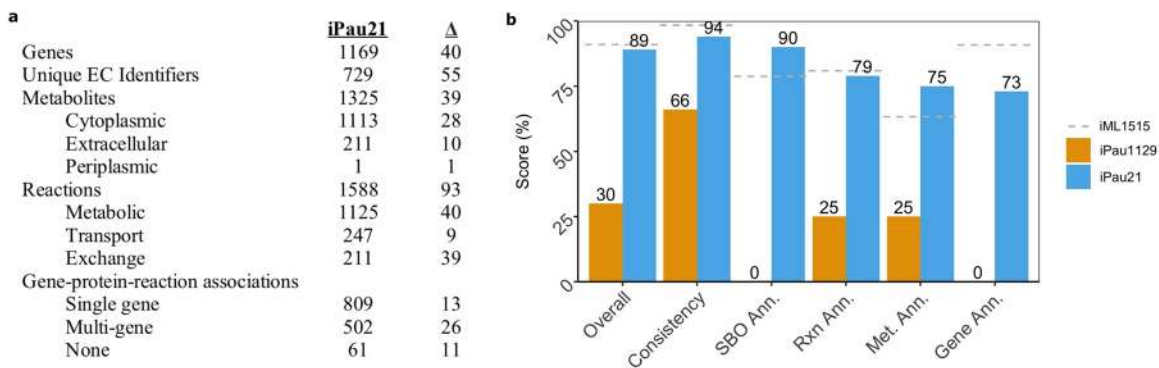 a
iPau21 Δ
Genes 1169 40
Unique EC Identifiers 729 55
Metabolites 1325 39
Cytoplasmic 1113 28
Extracellular 211 10
Periplasmic 1 1
Reactions 1588 93
Metabolic 1125 40
Transport 247 9
Exchange 211 39
Gene-protein-reaction associations
Single gene 809 13
Multi-gene 502 26
None 61 11
b
Score (%)
100
75
50
25
0
30 89
66 94
0 90
25 79
25 75
0 73
Overall
Consistency
SBO Ann.
Rxn Ann.
Met. Ann.
Gene Ann.
iML1515
iPau1129
iPau21